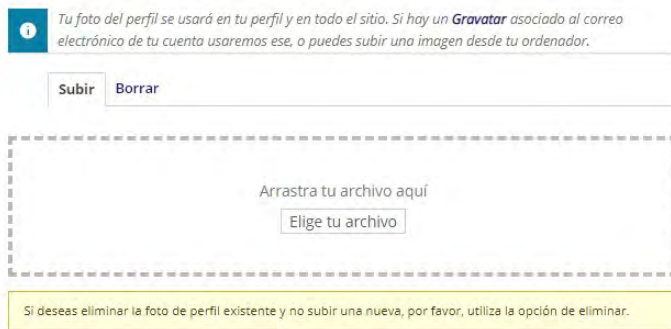 Tu foto del perfil se usará en tu perfil y en todo el sitio. Si hay un Gravatar asociado al correo
electrónico de tu cuenta usaremos ese, o puedes subir una imagen desde tu ordenador.
Subir Borrar
Arrastra tu archivo aquí
Elige tu archivo
Si deseas eliminar la foto de perfil existente y no subir una nueva, por favor, utiliza la opción de eliminar.